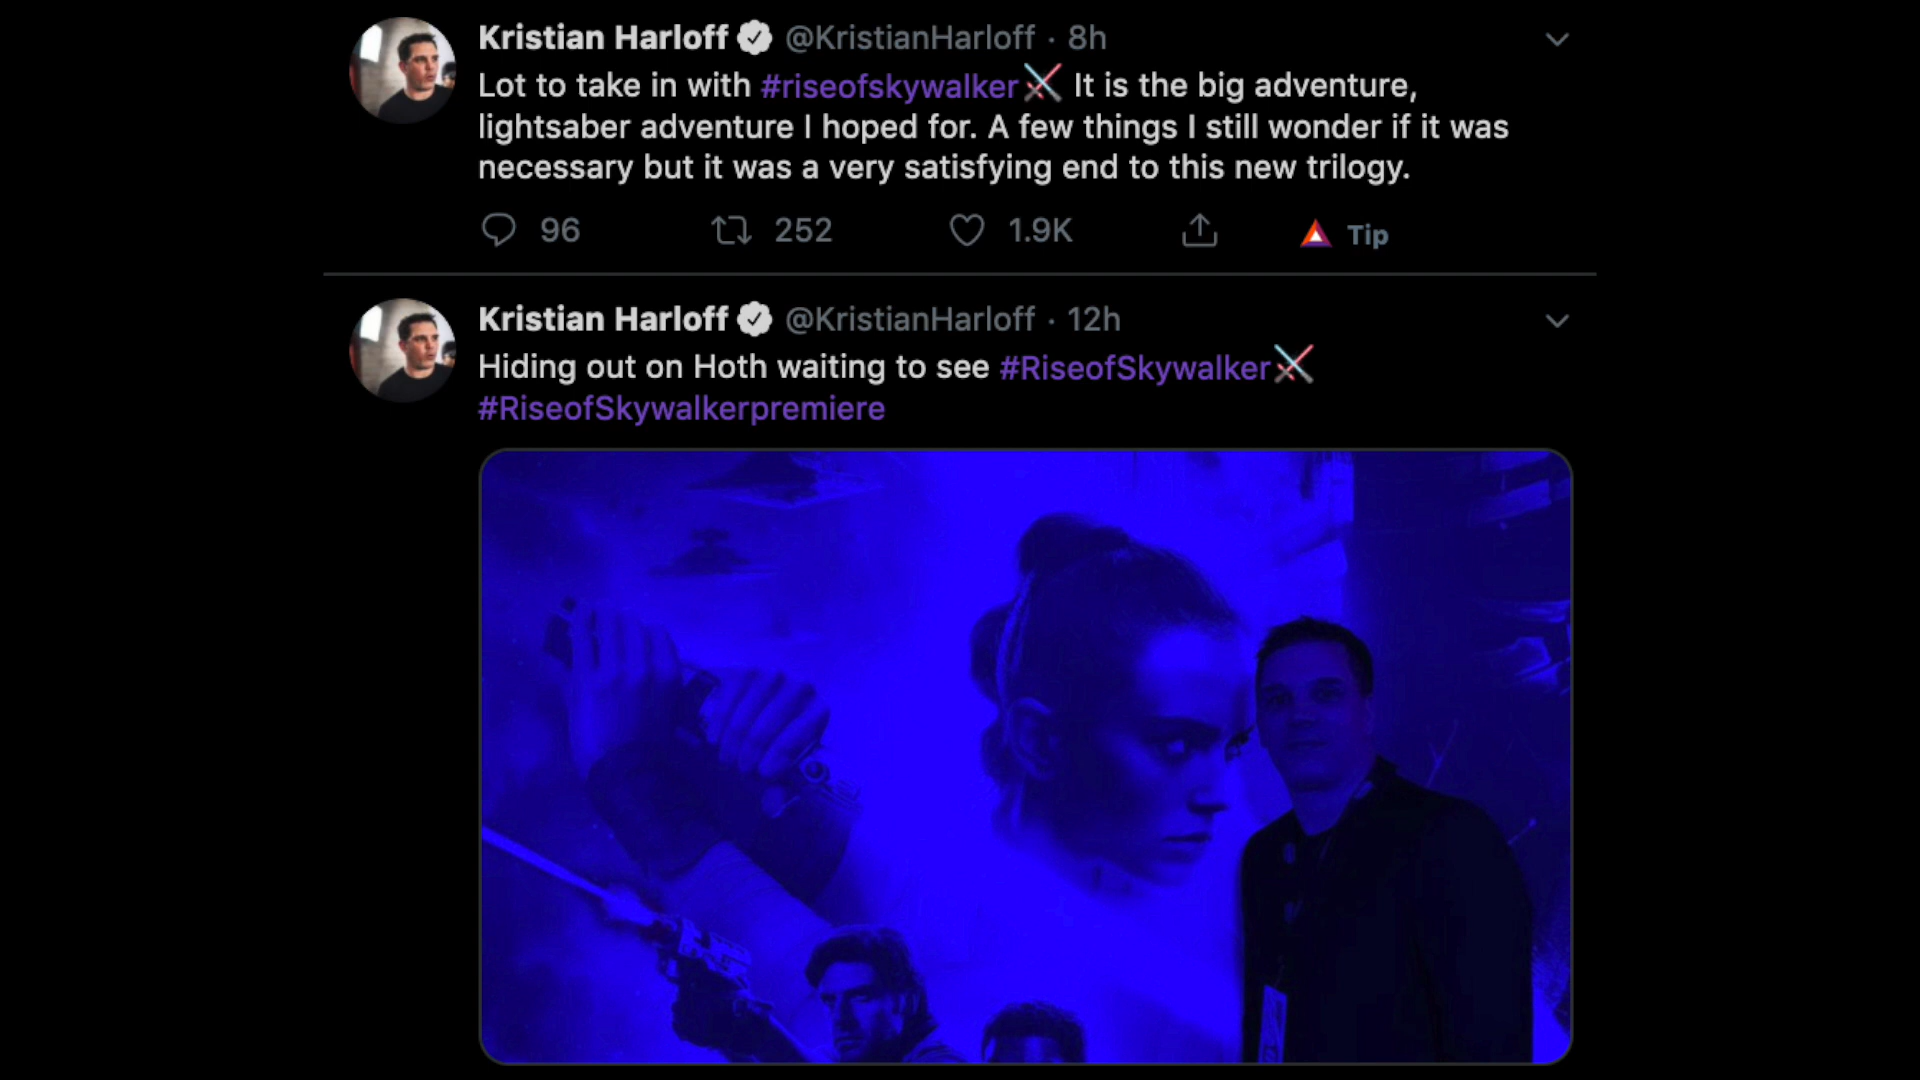 Kristian Harloff @KristianHarloff · 8h
Lot to take in with #riseofskywalker It is the big adventure,
lightsaber adventure I hoped for. A few things I still wonder if it was
necessary but it was a very satisfying end to this new trilogy.
96 252 1.9K Tip
Kristian Harloff @KristianHarloff · 12h
Hiding out on Hoth waiting to see #RiseofSkywalker
#RiseofSkywalkerpremiere